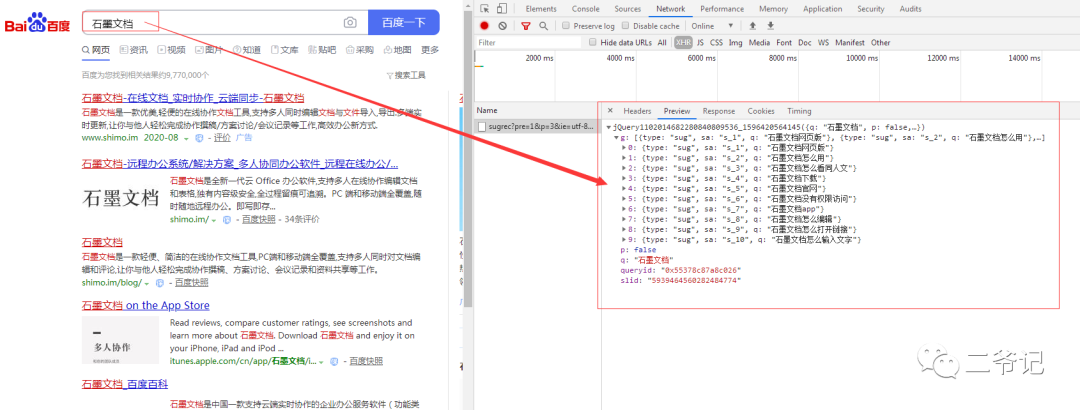 Bai du 百度
石墨文档
百度一下
网页 资讯 视频 图片 知道 文库 贴吧 采购 地图 更多
百度为您找到相关结果约9,770,000个
搜索工具
石墨文档-在线文档_实时协作_云端同步-石墨文档
石墨文档是一款优美,轻便的在线协作文档工具,支持多人同时编辑文档与文件导入,导出,多端实
时更新,让你与他人轻松完成协作撰稿/方案讨论/会议记录等工作,高效办公新方式.
www.shimo.im 2020-08 - 评价 广告
石墨文档-远程办公系统/解决方案_多人协同办公软件_远程在线办公/...
石墨文档
石墨文档是全新一代云 Office 办公软件,支持多人在线协作编辑文档
和表格,独有内容级安全,全过程留痕可追溯。PC 端和移动端全覆盖,随
时随地远程办公。即写即存...
shimo.im/ - 百度快照 - 34条评价
石墨文档
石墨文档是一款轻便、简洁的在线协作文档工具,PC端和移动端全覆盖,支持多人同时对文档编
辑和评论,让你与他人轻松完成协作撰稿、方案讨论、会议记录和资料共享等工作。
shimo.im/blog/ - 百度快照
石墨文档 on the App Store
多人协作
Read reviews, compare customer ratings, see screenshots and
learn more about 石墨文档. Download 石墨文档 and enjoy it on
your iPhone, iPad and iPod ...
itunes.apple.com/cn/app/石墨文档/i... - 百度快照
石墨文档_百度百科
石墨文档是中国一款支持云端实时协作的企业办公服务软件（功能类
Elements Console Sources Network Performance Memory Application Security Audits
Preserve log Disable cache Online
Filter Hide data URLs All XHR JS CSS Img Media Font Doc WS Manifest Other
2000 ms 4000 ms 6000 ms 8000 ms 10000 ms 12000 ms 14000 ms
Name × Headers Preview Response Cookies Timing
sugrec?pre=1&p=3&ie=utf-8...
jQuery1102014682280840809536_1596420564145({q: "石墨文档", p: false,…})
g: [{type: "sug", sa: "s_1", q: "石墨文档网页版"}, {type: "sug", sa: "s_2", q: "石墨文档怎么用"},…]
0: {type: "sug", sa: "s_1", q: "石墨文档网页版"}
1: {type: "sug", sa: "s_2", q: "石墨文档怎么用"}
2: {type: "sug", sa: "s_3", q: "石墨文档怎么看同人文"}
3: {type: "sug", sa: "s_4", q: "石墨文档下载"}
4: {type: "sug", sa: "s_5", q: "石墨文档官网"}
5: {type: "sug", sa: "s_6", q: "石墨文档没有权限访问"}
6: {type: "sug", sa: "s_7", q: "石墨文档app"}
7: {type: "sug", sa: "s_8", q: "石墨文档怎么编辑"}
8: {type: "sug", sa: "s_9", q: "石墨文档怎么打开链接"}
9: {type: "sug", sa: "s_10", q: "石墨文档怎么输入文字"}
p: false
q: "石墨文档"
queryid: "0x55378c87a8c026"
slid: "5939464560282484774"
二爷记